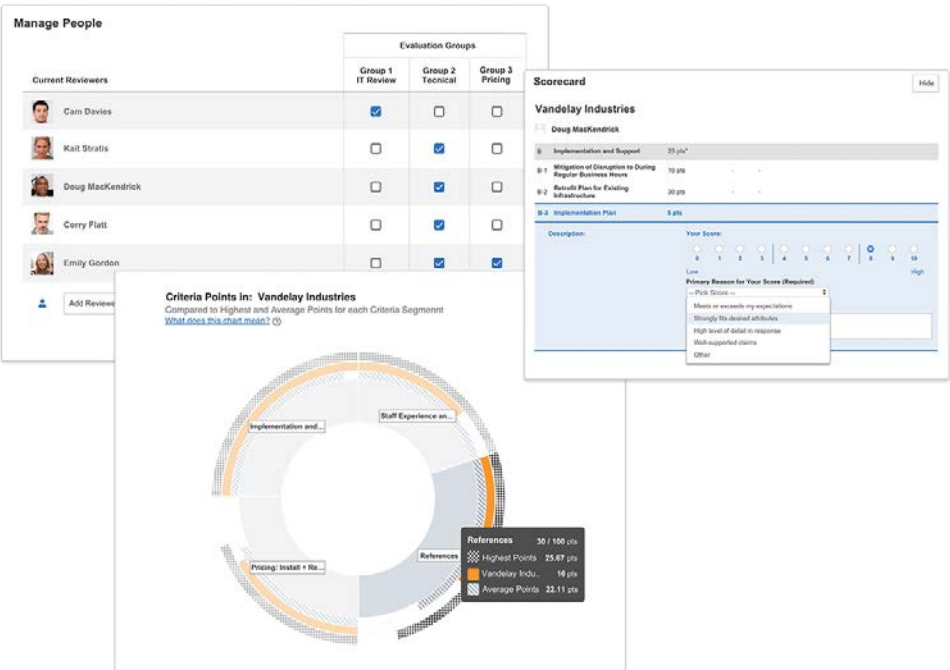 Manage People
Evaluation Groups
Current Reviewers
Group 1
IT Review
Group 2
Tecnical
Group 3
Pricing
Cam Davies
Kait Stratis
Doug MacKendrick
Corry Flatt
Emily Gordon
Add Reviewe
Scorecard
Hide
Vandelay Industries
Doug MacKendrick
B Implementation and Support 25 pts*
B-1 Mitigation of Disruption to During
Regular Business Hours
10 pts - -
B-2 Retrofit Plan for Existing
Infrastructure
20 pts - -
B-3 Implementation Plan 5 pts
Description:
Your Score:
0 1 2 3 4 5 6 7 8 9 10
Low High
Primary Reason for Your Score (Required)
-- Pick Score --
Meets or exceeds my expectations
Strongly fits desired attributes
High level of detail in response
Well-supported claims
Other
Criteria Points in: Vandelay Industries
Compared to Highest and Average Points for each Criteria Segmennt
What does this chart mean? ?
Staff Experience an...
Implementation and...
References
Pricing: Install + Re...
References 30 / 100 pts
Highest Points 25.67 pts
Vandelay Indu.. 16 pts
Average Points 22.11 pts